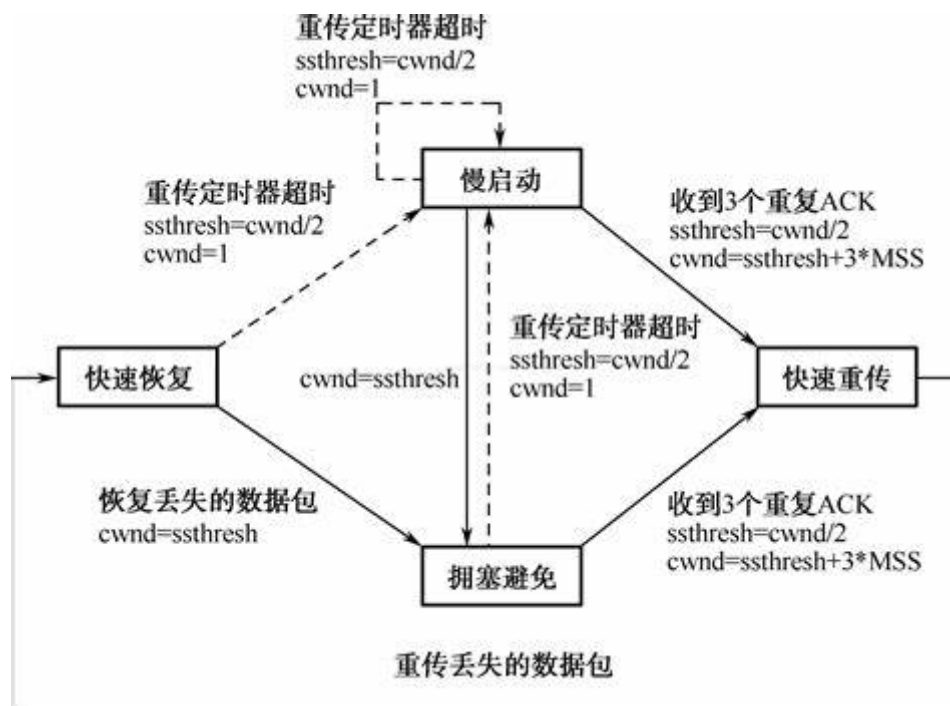 重传定时器超时
ssthresh=cwnd/2
cwnd=1
慢启动
重传定时器超时
ssthresh=cwnd/2
cwnd=1
收到3个重复ACK
ssthresh=cwnd/2
cwnd=ssthresh+3*MSS
快速恢复
cwnd=ssthresh
重传定时器超时
ssthresh=cwnd/2
cwnd=1
快速重传
恢复丢失的数据包
cwnd=ssthresh
收到3个重复ACK
ssthresh=cwnd/2
cwnd=ssthresh+3*MSS
拥塞避免
重传丢失的数据包